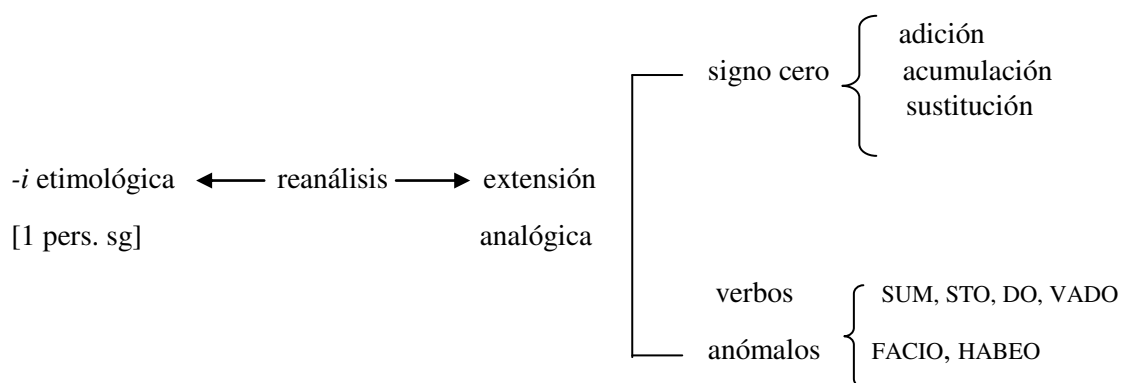 adición
signo cero acumulación
sustitución
-i etimológica reanálisis extensión
[1 pers. sg] analógica
verbos SUM, STO, DO, VADO
anómalos FACIO, HABEO